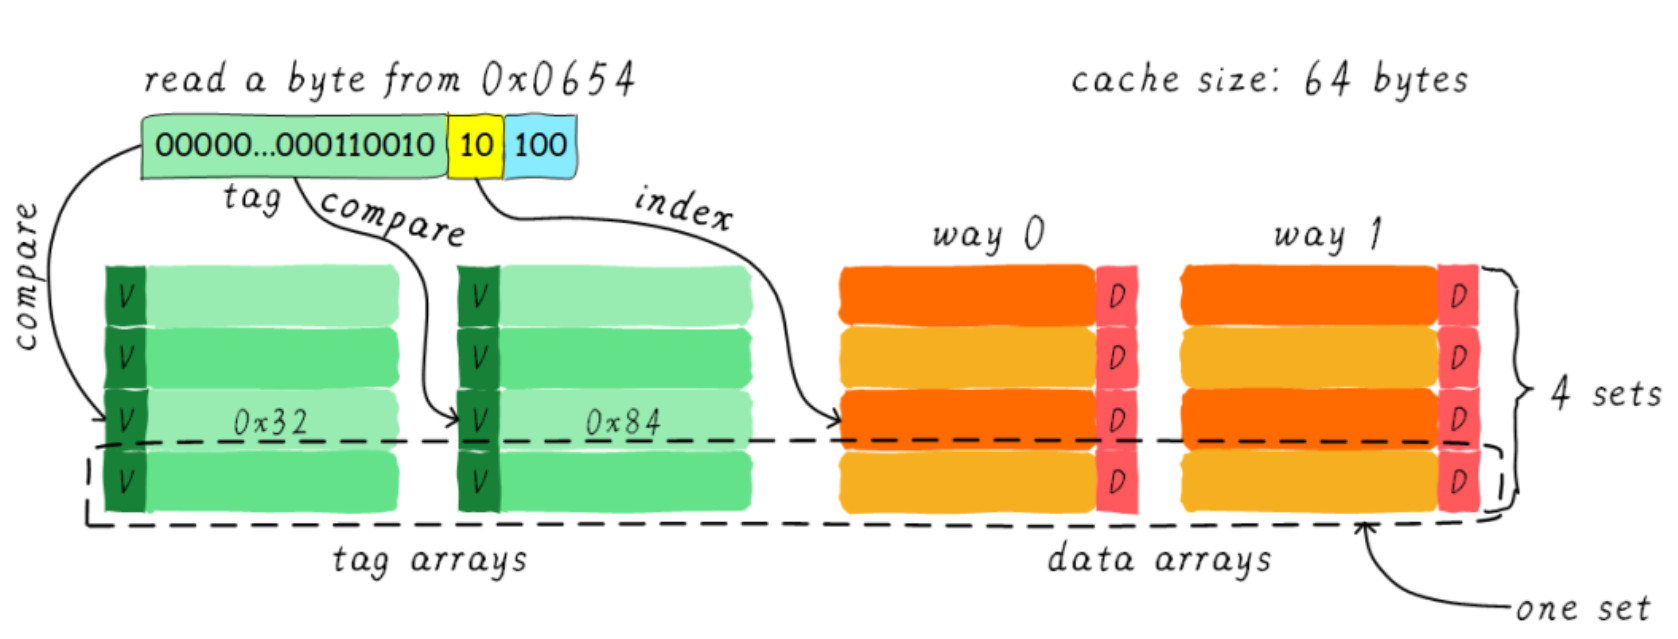 read a byte from 0x0654
cache size: 64 bytes
00000...000110010 10 100
tag
compare
compare
index
way 0
way 1
V
V
D
D
V
V
D
D
4 sets
V 0x32
V 0x84
D
D
V
V
D
D
tag arrays
data arrays
one set